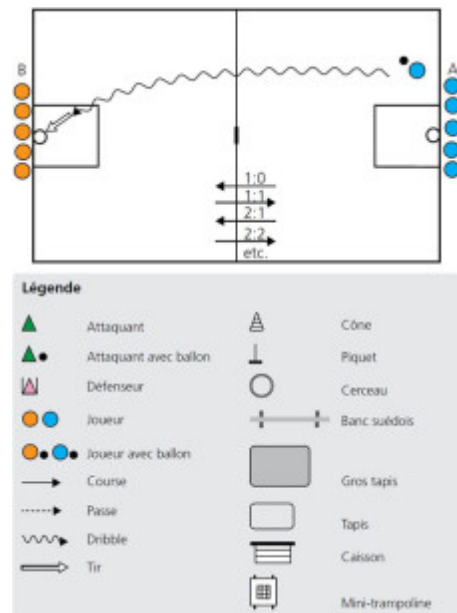 B
A
1:0
1:1
2:1
2:2
etc.
Légende
Attaquant
Attaquant avec ballon
Défenseur
Joueur
Joueur avec ballon
Course
Passe
Dribble
Tir
Cône
Piquet
Cerceau
Banc suédois
Gros tapis
Tapis
Caisson
Mini-trampoline